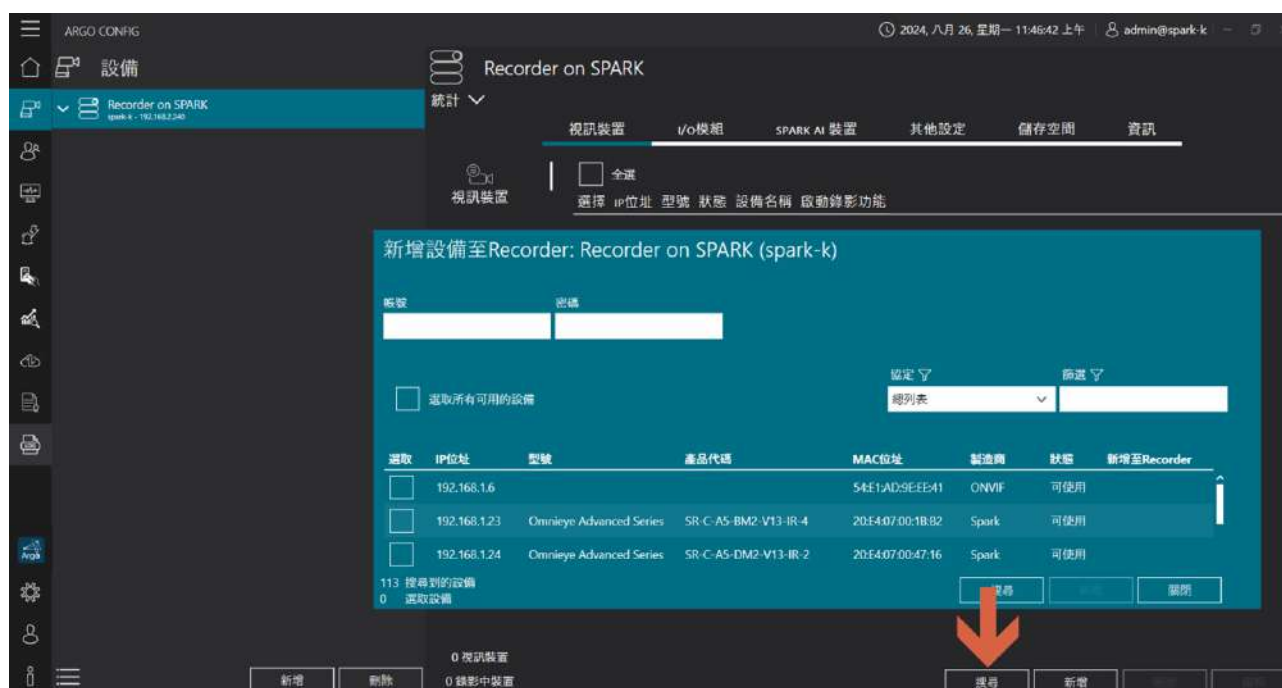 ARGO CONFIG
2024, 八月 26, 星期一 11:46:42 上午
admin@spark-k
設備
Recorder on SPARK
Recorder on SPARK
spark-k - 192.168.2.240
統計
視訊裝置 I/O模組 SPARK AI 裝置 其他設定 儲存空間 資訊
視訊裝置
全選
選擇 IP位址 型號 狀態 設備名稱 啟動錄影功能
新增設備至Recorder: Recorder on SPARK (spark-k)
帳號 密碼
協定 篩選
選取所有可用的設備
總列表
選取 IP位址 型號 產品代碼 MAC位址 製造商 狀態 新增至Recorder
192.168.1.6 54:E1:AD:9E:EE:41 ONVIF 可使用
192.168.1.23 Omnieye Advanced Series SR-C-A5-BM2-V13-IR-4 20:E4:07:00:1B:B2 Spark 可使用
192.168.1.24 Omnieye Advanced Series SR-C-A5-DM2-V13-IR-2 20:E4:07:00:47:16 Spark 可使用
113 搜尋到的設備
0 選取設備
搜尋 關閉
Argo
0 視訊裝置
0 錄影中裝置
新增 刪除
搜尋 新增